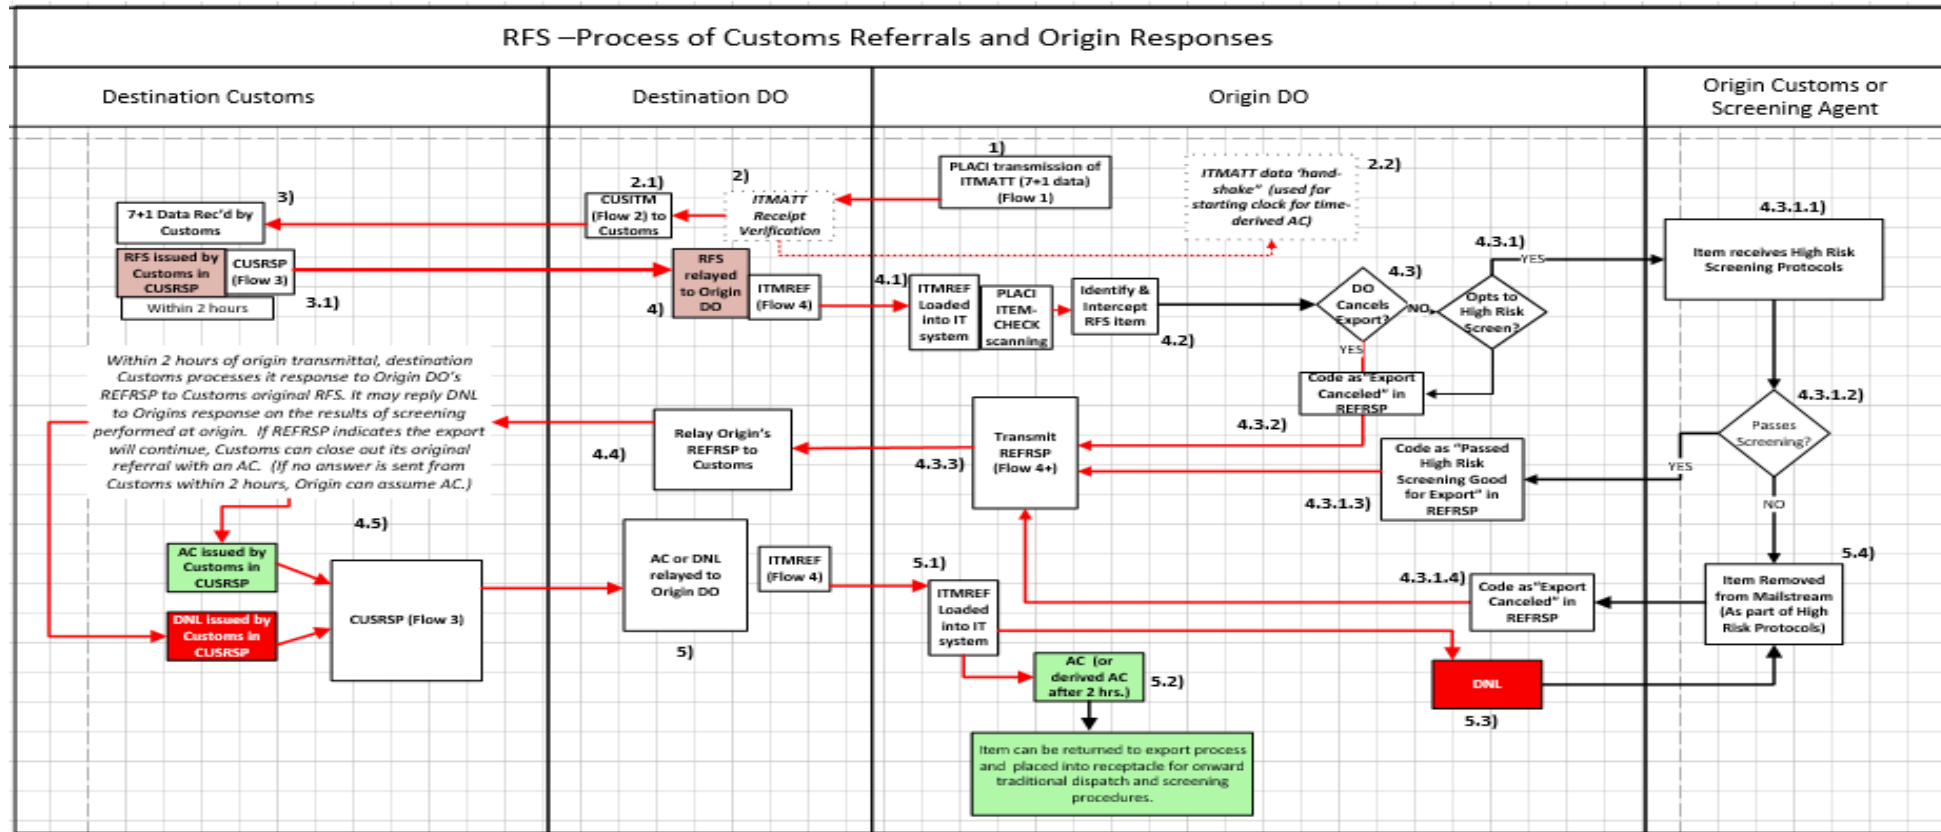 RFS –Process of Customs Referrals and Origin Responses
Destination Customs
Destination DO
Origin DO
Origin Customs or
Screening Agent
1)
PLACI transmission of
ITMATT (7+1 data)
(Flow 1)
2)
ITMATT
Receipt
Verification
2.1)
CUSITM
(Flow 2) to
Customs
2.2)
ITMATT data ‘hand-
shake” (used for
starting clock for time-
derived AC)
3)
7+1 Data Rec’d by
Customs
RFS issued by
Customs in
CUSRSP
CUSRSP
(Flow 3)
Within 2 hours
3.1)
RFS
relayed
to Origin
DO
4)
ITMREF
(Flow 4)
4.1)
ITMREF
Loaded
into IT
system
PLACI
ITEM-
CHECK
scanning
Identify &
Intercept
RFS item
4.2)
4.3)
DO
Cancels
Export?
NO
YES
4.3.1)
Opts to
High Risk
Screen?
YES
4.3.1.1)
Item receives High Risk
Screening Protocols
4.3.1.2)
Passes
Screening?
YES
NO
Code as“Export
Canceled” in
REFRSP
4.3.2)
Code as “Passed
High Risk
Screening Good
for Export” in
REFRSP
4.3.1.3)
Transmit
REFRSP
(Flow 4+)
4.3.3)
Relay Origin’s
REFRSP to
Customs
4.4)
Within 2 hours of origin transmittal, destination
Customs processes it response to Origin DO’s
REFRSP to Customs original RFS. It may reply DNL
to Origins response on the results of screening
performed at origin. If REFRSP indicates the export
will continue, Customs can close out its original
referral with an AC. (If no answer is sent from
Customs within 2 hours, Origin can assume AC.)
4.5)
AC issued by
Customs in
CUSRSP
DNL issued by
Customs in
CUSRSP
CUSRSP (Flow 3)
AC or DNL
relayed to
Origin DO
5)
ITMREF
(Flow 4)
5.1)
ITMREF
Loaded
into IT
system
AC (or
derived AC
after 2 hrs.)
5.2)
Item can be returned to export process
and placed into receptacle for onward
traditional dispatch and screening
procedures.
DNL
5.3)
4.3.1.4)
Code as“Export
Canceled” in
REFRSP
5.4)
Item Removed
from Mailstream
(As part of High
Risk Protocols)